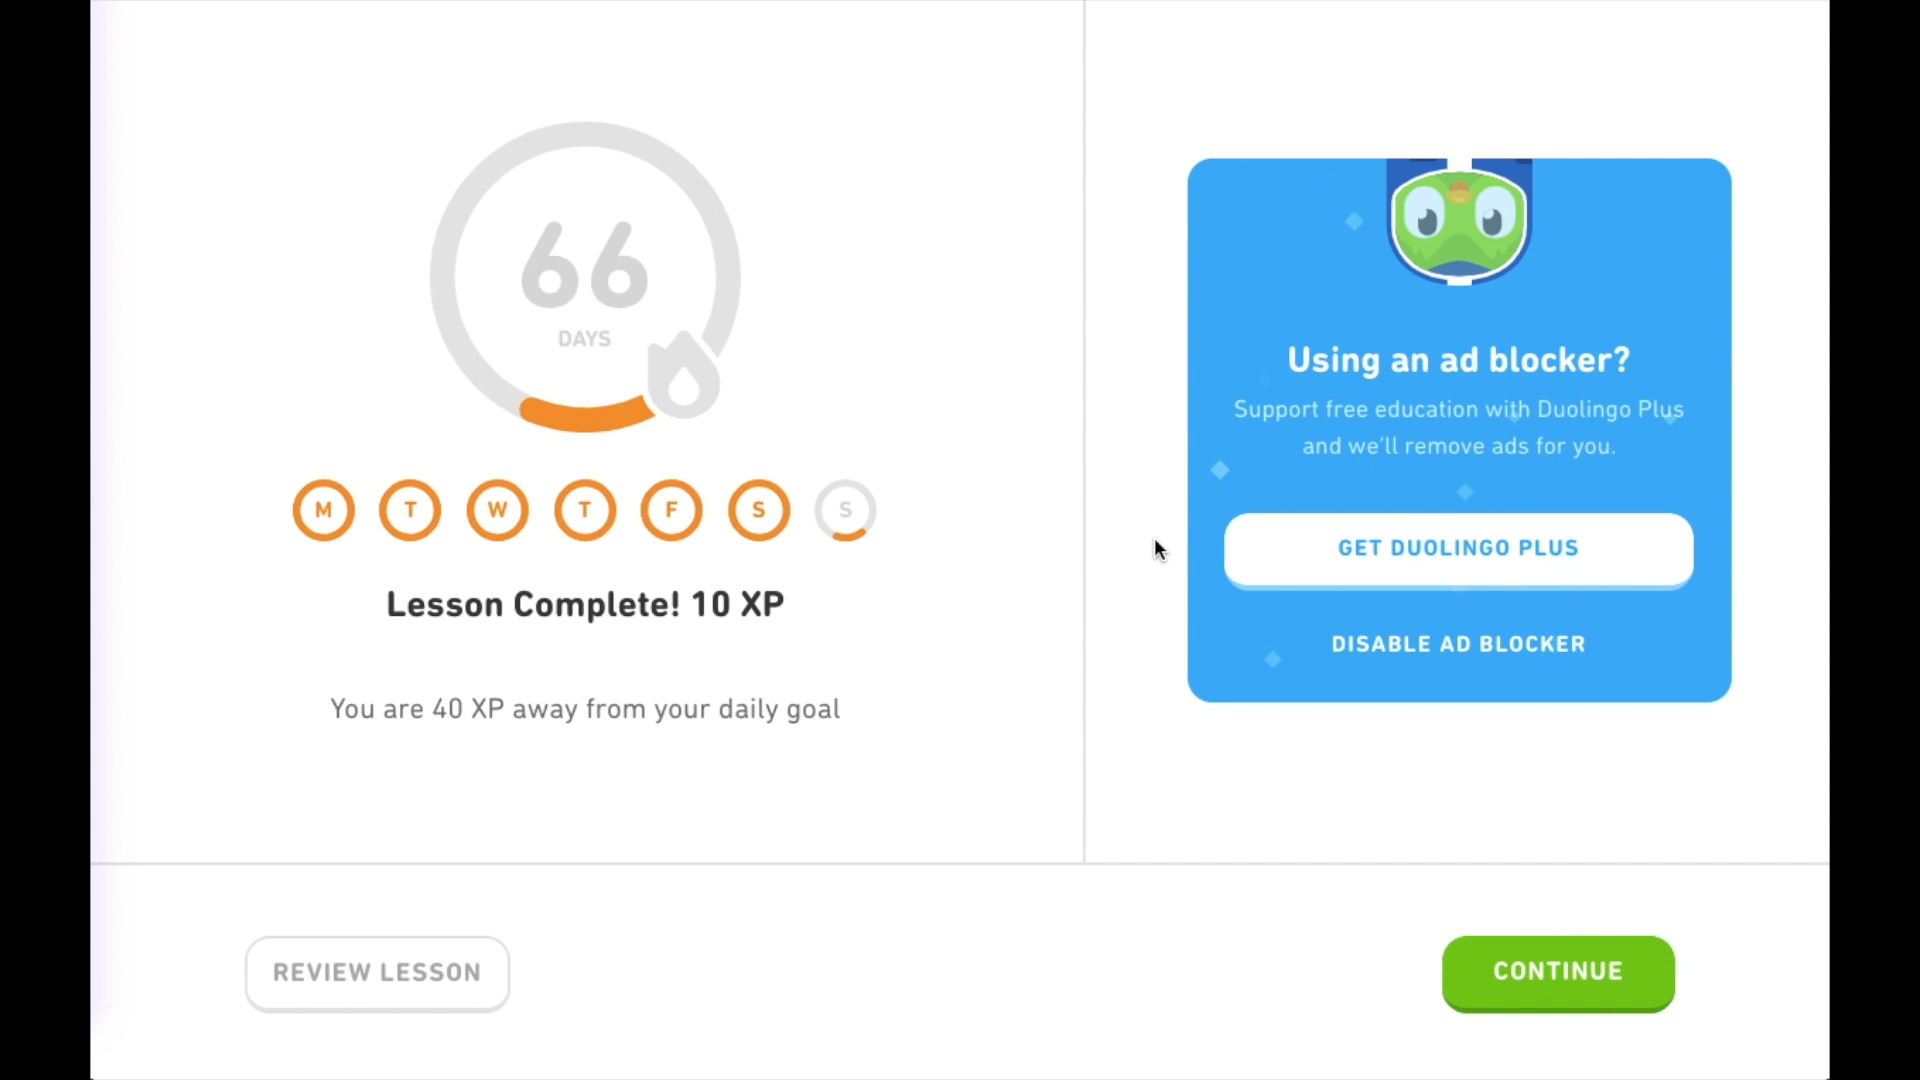 66
DAYS
M T W T F S S
Lesson Complete! 10 XP
You are 40 XP away from your daily goal
Using an ad blocker?
Support free education with Duolingo Plus
and we'll remove ads for you.
GET DUOLINGO PLUS
DISABLE AD BLOCKER
REVIEW LESSON
CONTINUE